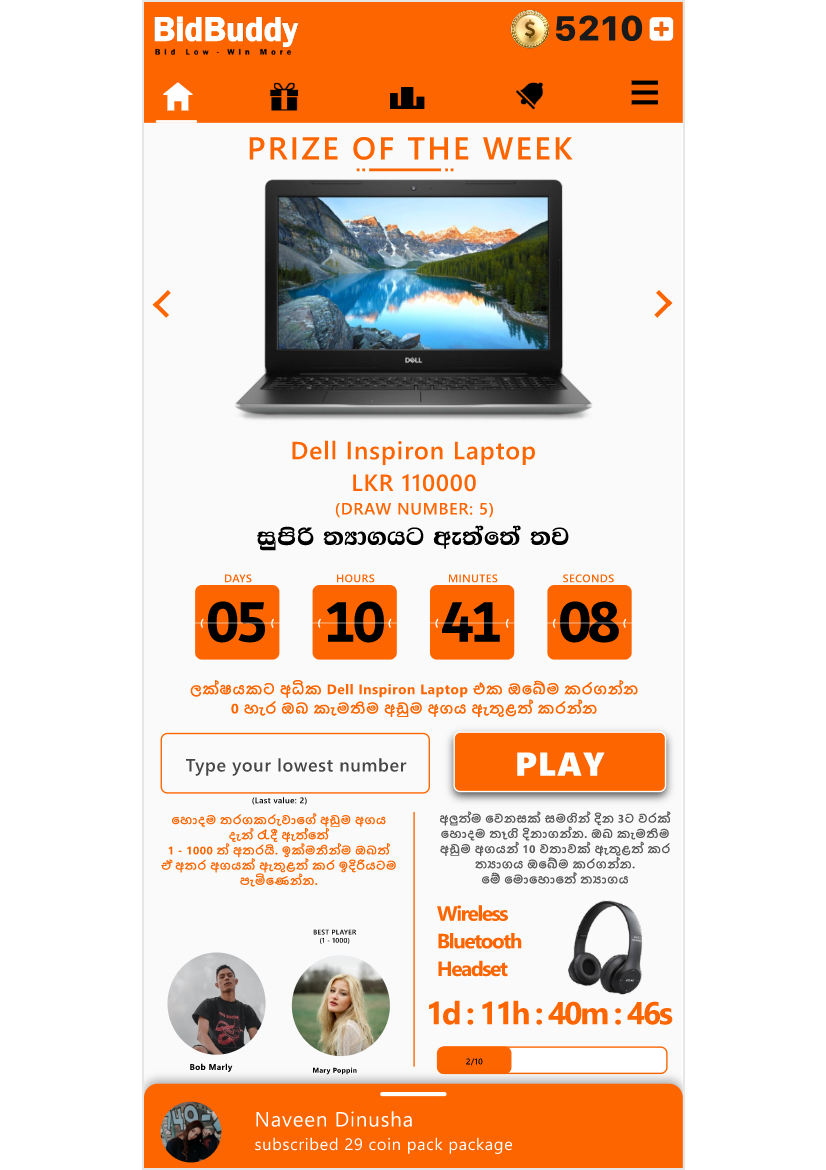 BidBuddy
Bid Low - Win More
$ 5210
PRIZE OF THE WEEK
DELL
Dell Inspiron Laptop
LKR 110000
(DRAW NUMBER: 5)
සුපිරි ත්‍යාගයට ඇත්තේ තව
DAYS HOURS MINUTES SECONDS
05 10 41 08
ලක්ෂයකට අධික Dell Inspiron Laptop එක ඔබේම කරගන්න
0 හැර ඔබ කැමතිම අඩුම අගය ඇතුළත් කරන්න
Type your lowest number PLAY
(Last value: 2)
හොදම තරගකරුවාගේ අඩුම අගය
දැන් රැදී ඇත්තේ
1 - 1000 ත් අතරයි. ඉක්මනින්ම ඔබත්
ඒ අතර අගයක් ඇතුළත් කර ඉදිරියටම
පැමිණෙන්න.
BEST PLAYER
(1 - 1000)
Bob Marly
Mary Poppin
අලුත්ම වෙනසක් සමගින් දින 3ට වරක්
හොදම තෑගි දිනාගන්න. ඔබ කැමතිම
අඩුම අගයන් 10 වතාවක් ඇතුළත් කර
ත්‍යාගය ඔබේම කරගන්න.
මේ මොහොතේ ත්‍යාගය
Wireless
Bluetooth
Headset
1d : 11h : 40m : 46s
2/10
Naveen Dinusha
subscribed 29 coin pack package